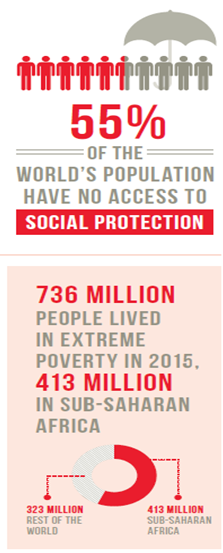 55%
OF THE
WORLD'S POPULATION
HAVE NO ACCESS TO
SOCIAL PROTECTION
736 MILLION
PEOPLE LIVED
IN EXTREME
POVERTY IN 2015,
413 MILLION
IN SUB-SAHARAN
AFRICA
323 MILLION
REST OF THE
WORLD
413 MILLION
SUB-SAHARAN
AFRICA